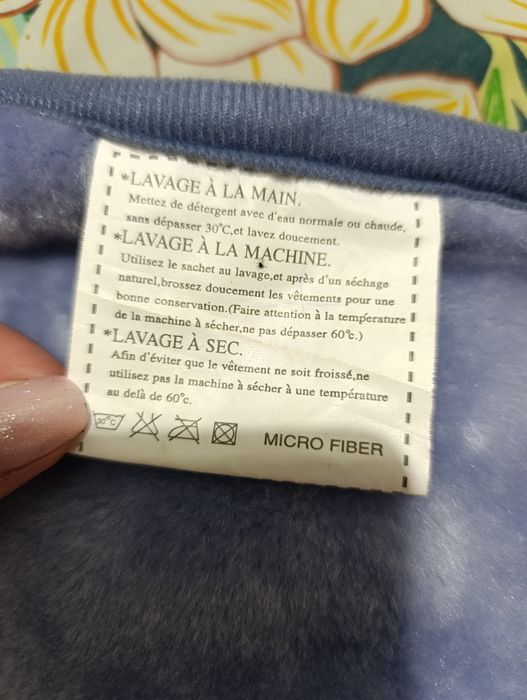 *LAVAGE À LA MAIN.
Mettez de détergent avec d'eau normale ou chaude,
sans dépasser 30°C,et lavez doucement.
*LAVAGE À LA MACHINE.
Utilisez le sachet au lavage,et après d'un séchage
naturel,brossez doucement les vêtements pour une
bonne conservation.(Faire attention à la température
de la machine à sécher,ne pas dépasser 60°c.)
*LAVAGE À SEC.
Afin d'éviter que le vêtement ne soit froissé,ne
utilisez pas la machine à sécher à une température
au delà de 60°c.
30°C MICRO FIBER